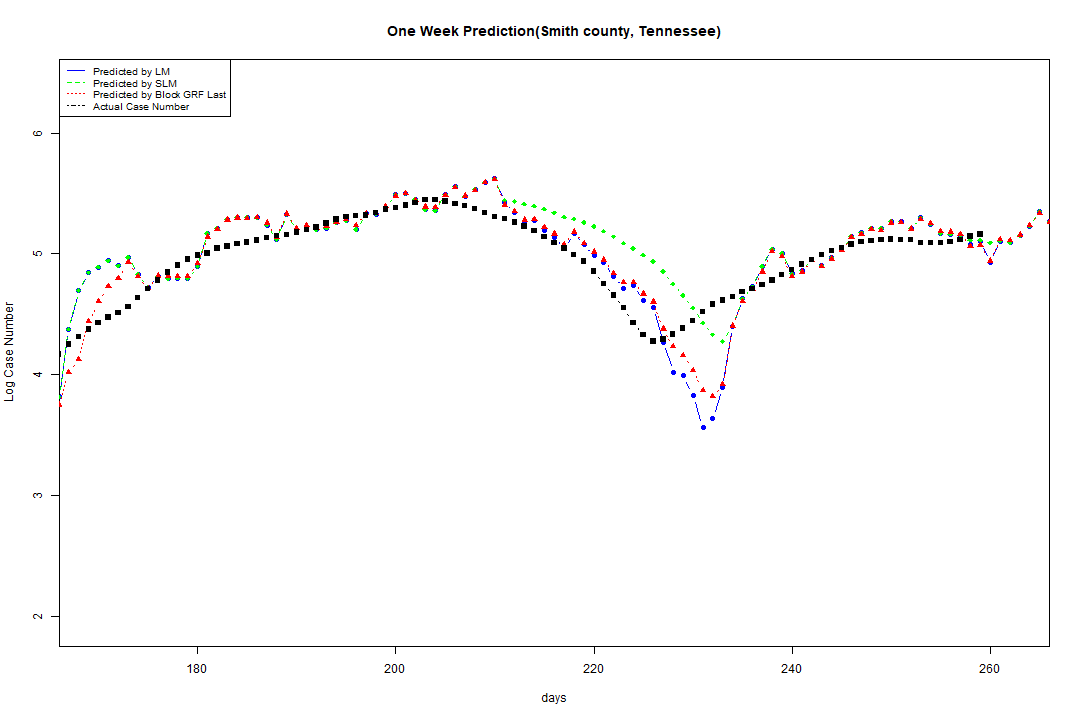 One Week Prediction(Smith county, Tennessee)
Predicted by LM
Predicted by SLM
Predicted by Block GRF Last
Actual Case Number
6
5
4
3
2
Log Case Number
180 200 220 240 260
days